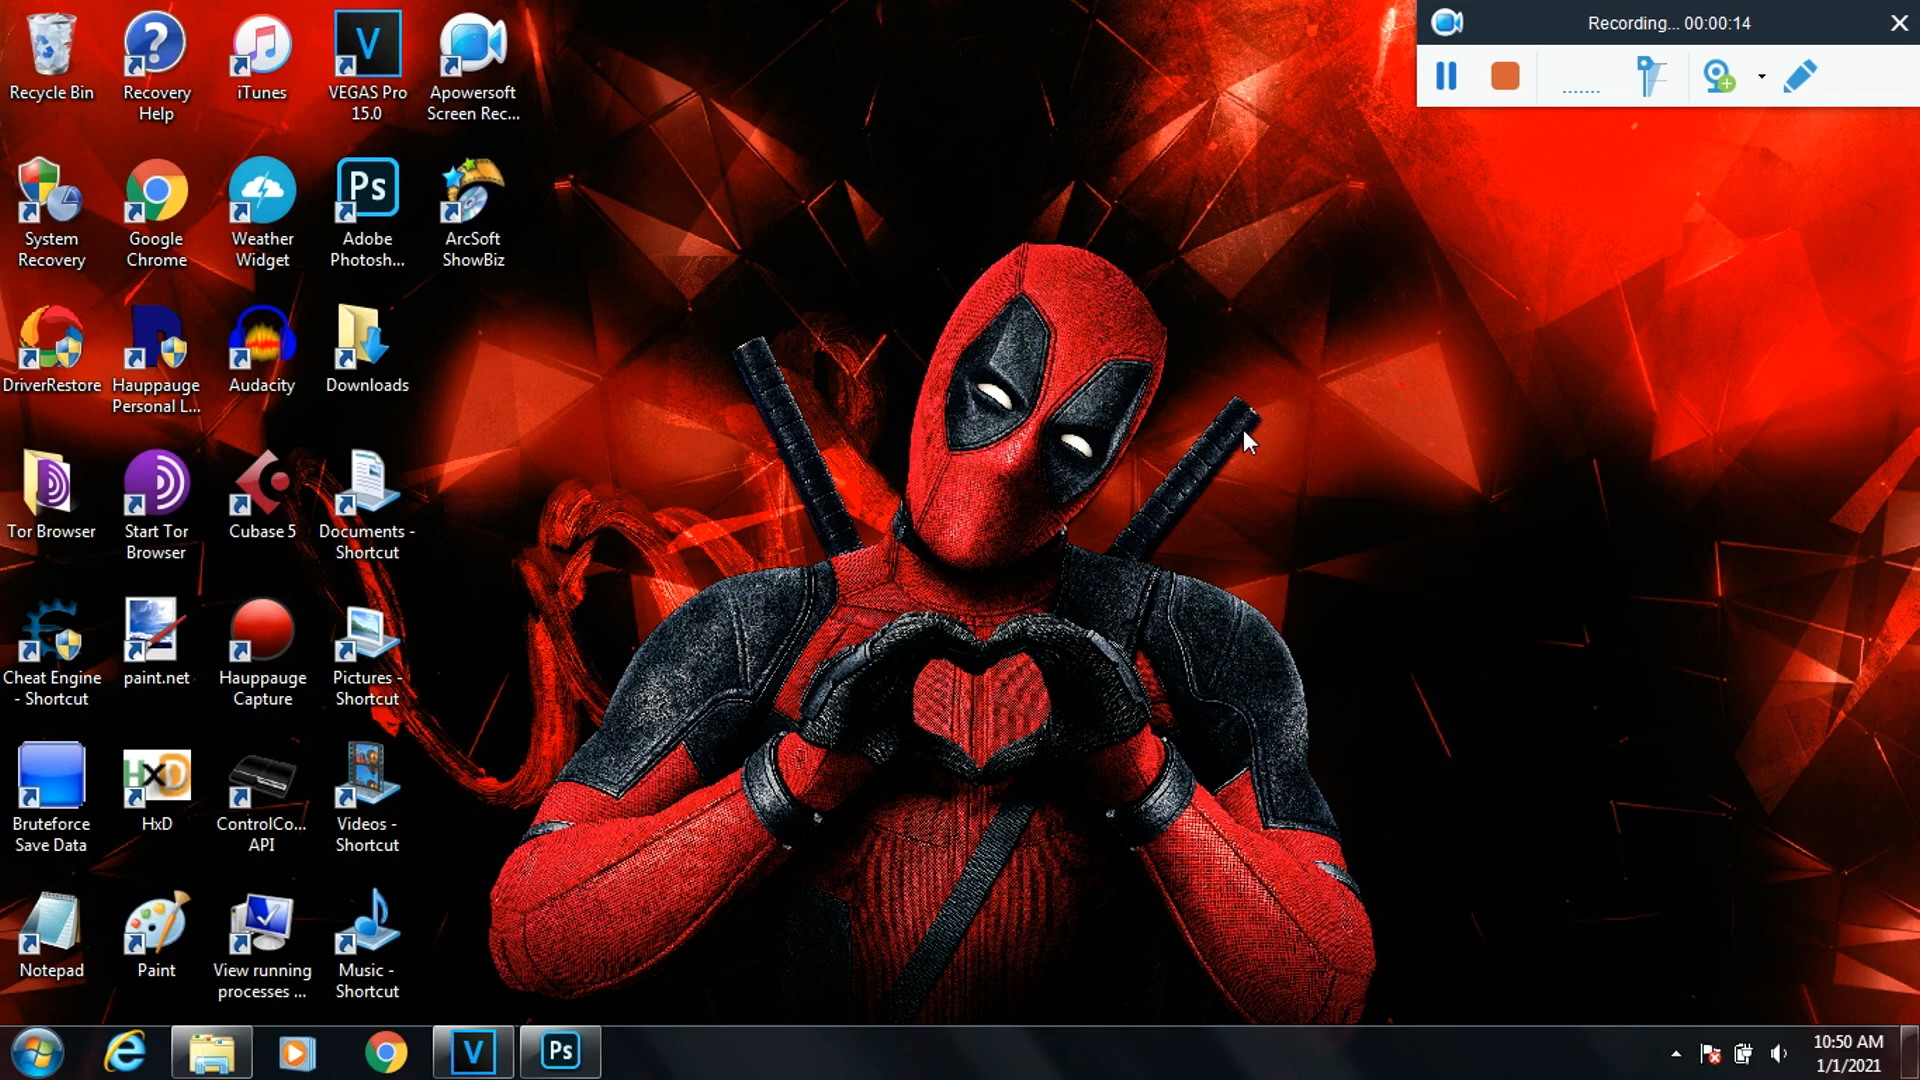 Recording... 00:00:14
Recycle Bin
Recovery
Help
iTunes
V
VEGAS Pro
15.0
Apowersoft
Screen Rec...
System
Recovery
Google
Chrome
Weather
Widget
Ps
Adobe
Photosh...
ArcSoft
ShowBiz
DriverRestore
Hauppauge
Personal L...
Audacity
Downloads
Tor Browser
Start Tor
Browser
Cubase 5
Documents -
Shortcut
Cheat Engine
- Shortcut
paint.net
Hauppauge
Capture
Pictures -
Shortcut
Bruteforce
Save Data
HxD
HxD
ControlCo...
API
Videos -
Shortcut
Notepad
Paint
View running
processes ...
Music -
Shortcut
V
Ps
10:50 AM
1/1/2021